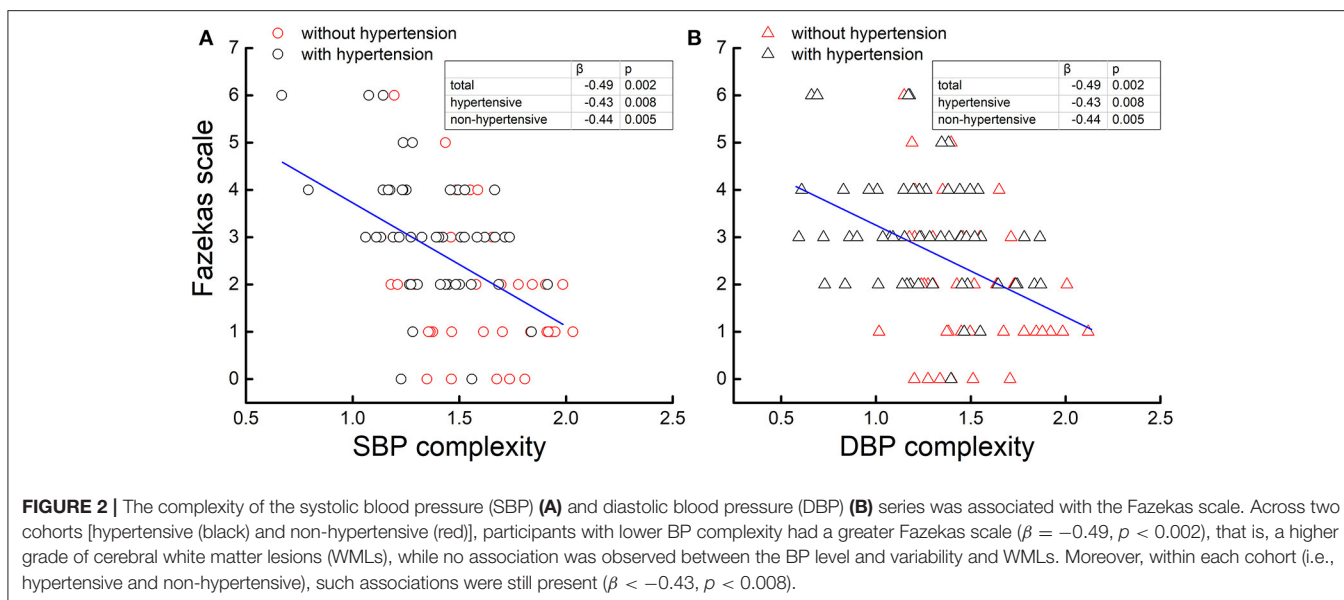 A
without hypertension
with hypertension
β p
total -0.49 0.002
hypertensive -0.43 0.008
non-hypertensive -0.44 0.005
7
6
5
4
3
2
1
0
Fazekas scale
0.5 1.0 1.5 2.0 2.5
SBP complexity
B
without hypertension
with hypertension
β p
total -0.49 0.002
hypertensive -0.43 0.008
non-hypertensive -0.44 0.005
7
6
5
4
3
2
1
0
0.5 1.0 1.5 2.0 2.5
DBP complexity
FIGURE 2 | The complexity of the systolic blood pressure (SBP) (A) and diastolic blood pressure (DBP) (B) series was associated with the Fazekas scale. Across two
cohorts [hypertensive (black) and non-hypertensive (red)], participants with lower BP complexity had a greater Fazekas scale (β = −0.49, p < 0.002), that is, a higher
grade of cerebral white matter lesions (WMLs), while no association was observed between the BP level and variability and WMLs. Moreover, within each cohort (i.e.,
hypertensive and non-hypertensive), such associations were still present (β < −0.43, p < 0.008).